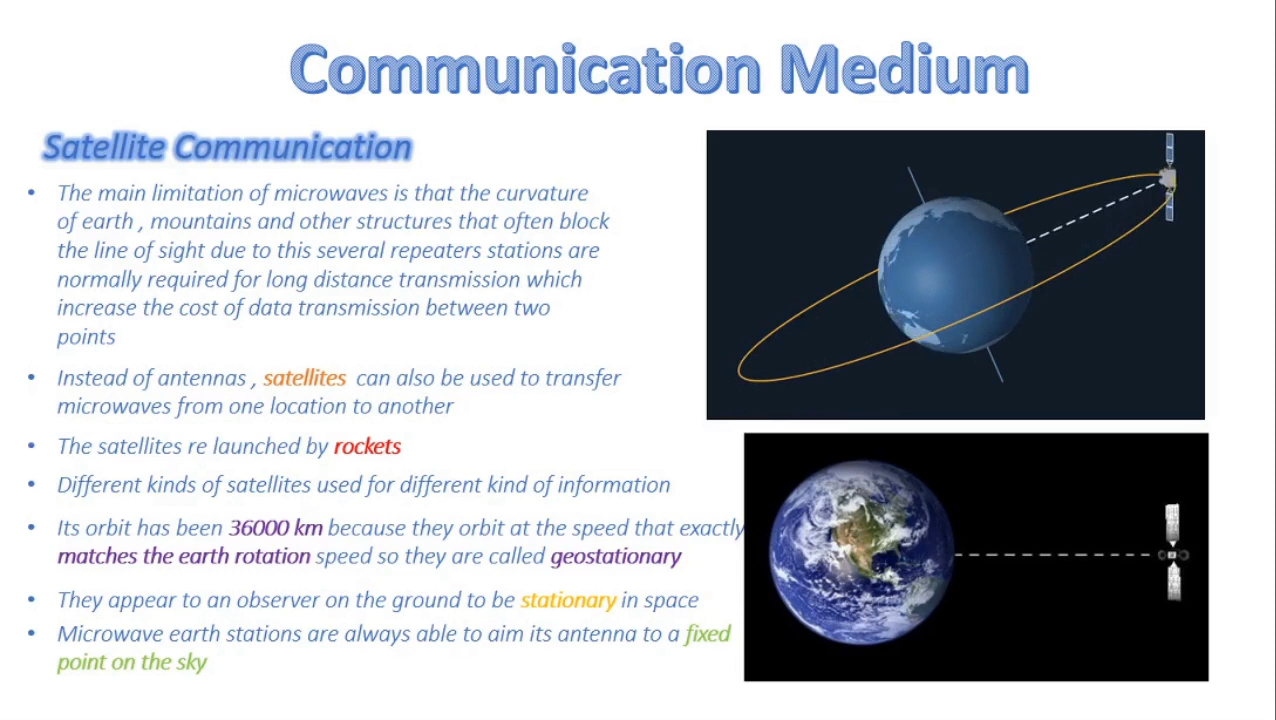 Communication Medium
Satellite Communication
• The main limitation of microwaves is that the curvature
of earth , mountains and other structures that often block
the line of sight due to this several repeaters stations are
normally required for long distance transmission which
increase the cost of data transmission between two
points
• Instead of antennas , satellites can also be used to transfer
microwaves from one location to another
• The satellites re launched by rockets
• Different kinds of satellites used for different kind of information
• Its orbit has been 36000 km because they orbit at the speed that exactly
matches the earth rotation speed so they are called geostationary
• They appear to an observer on the ground to be stationary in space
• Microwave earth stations are always able to aim its antenna to a fixed
point on the sky